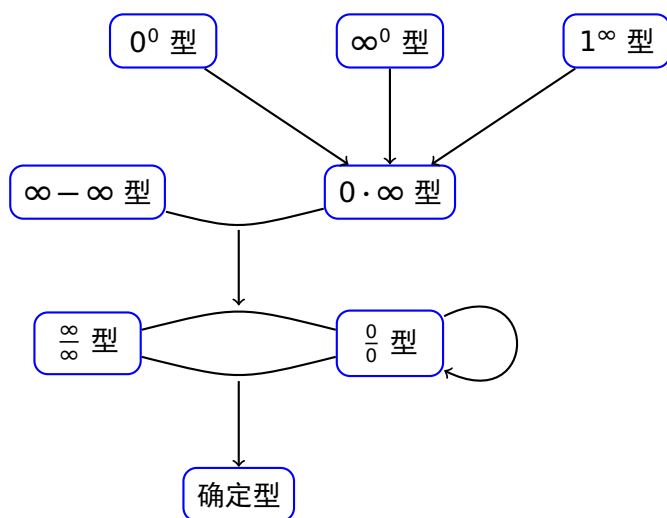 0⁰ 型
∞⁰ 型
1^∞ 型
∞ − ∞ 型
0 · ∞ 型
∞/∞ 型
0/0 型
确定型